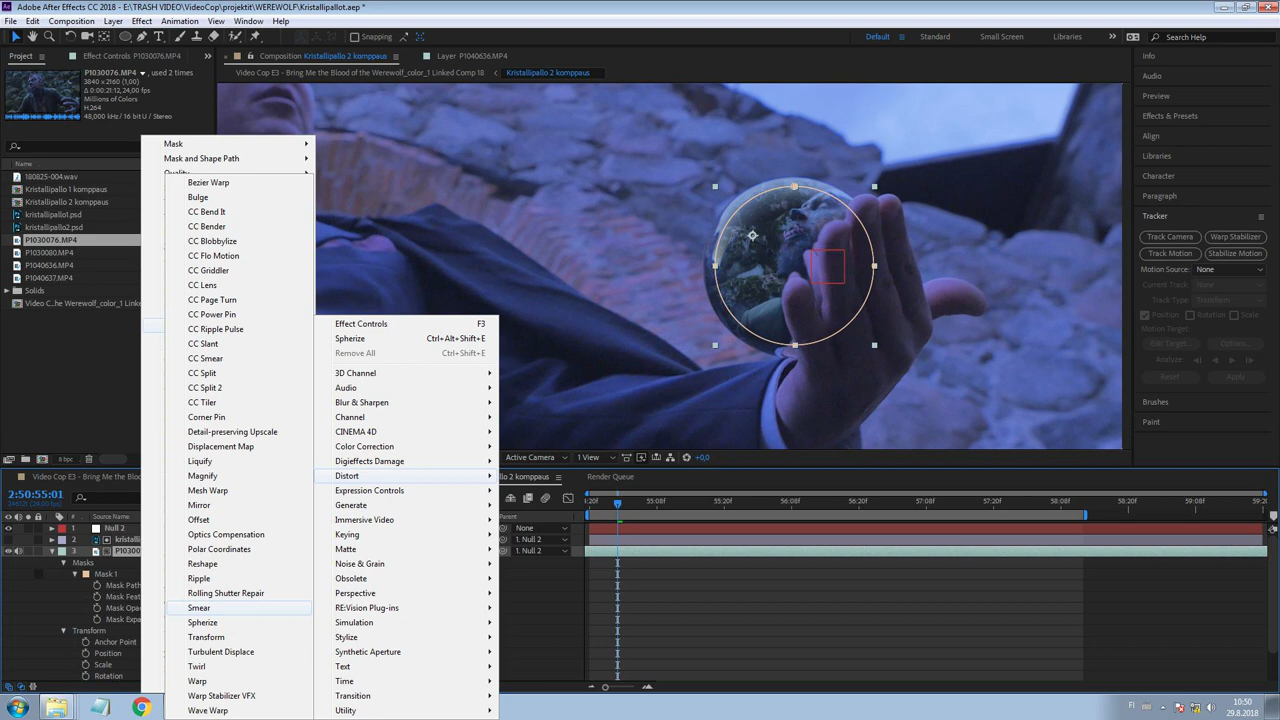 Adobe After Effects CC 2018 - E:\TRASH VIDEO\VideoCop\projektit\WEREWOLF\Kristallipallot.aep *
File Edit Composition Layer Effect Animation View Window Help
Snapping
Default Standard Small Screen Libraries Search Help
Project
Effect Controls P1030076.MP4
Composition Kristallipallo 2 komppaus
Layer P1040636.MP4
Info
P1030076.MP4 , used 2 times
3840 x 2160 (1,00)
Δ 0:00:21:12, 24,00 fps
Millions of Colors
H.264
48,000 kHz / 16 bit U / Stereo
Video Cop E3 - Bring Me the Blood of the Werewolf_color_1 Linked Comp 18
Kristallipallo 2 komppaus
Audio
Preview
Effects & Presets
Align
Libraries
Character
Paragraph
Name
180825-004.wav
Kristallipallo 1 komppaus
Kristallipallo 2 komppaus
kristallipallo1.psd
kristallipallo2.psd
P1030076.MP4
P1030080.MP4
P1040636.MP4
P1040637.MP4
Solids
Video C...he Werewolf_color_1 Linked
8 bpc
Mask
Mask and Shape Path
Quality
Bezier Warp
Bulge
CC Bend It
CC Bender
CC Blobbylize
CC Flo Motion
CC Griddler
CC Lens
CC Page Turn
CC Power Pin
CC Ripple Pulse
CC Slant
CC Smear
CC Split
CC Split 2
CC Tiler
Corner Pin
Detail-preserving Upscale
Displacement Map
Liquify
Magnify
Mesh Warp
Mirror
Offset
Optics Compensation
Polar Coordinates
Reshape
Ripple
Rolling Shutter Repair
Smear
Spherize
Transform
Turbulent Displace
Twirl
Warp
Warp Stabilizer VFX
Wave Warp
Effect Controls F3
Spherize Ctrl+Alt+Shift+E
Remove All Ctrl+Shift+E
3D Channel
Audio
Blur & Sharpen
Channel
CINEMA 4D
Color Correction
Digieffects Damage
Distort
Expression Controls
Generate
Immersive Video
Keying
Matte
Noise & Grain
Obsolete
Perspective
RE:Vision Plug-ins
Simulation
Stylize
Synthetic Aperture
Text
Time
Transition
Utility
Tracker
Track Camera Warp Stabilizer
Track Motion Stabilize Motion
Motion Source: None
Current Track: None
Track Type: Transform
Position Rotation Scale
Motion Target:
Edit Target... Options...
Analyze:
Reset Apply
Brushes
Paint
Active Camera 1 View +0,0
Video Cop E3 - Bring Me the Bloo
o 2 komppaus
Render Queue
2:50:55:01
# Source Name
1 Null 2
2 kristalli
3 P10300
Masks
Mask 1
Mask Path
Mask Feat
Mask Opa
Mask Expa
Transform
Anchor Point
Position
Scale
Rotation
Parent
None
1. Null 2
1. Null 2
:20f 55:08f 55:20f 56:08f 56:20f 57:08f 57:20f 58:08f 58:20f 59:08f 59:20
FI
10:50
29.8.2018